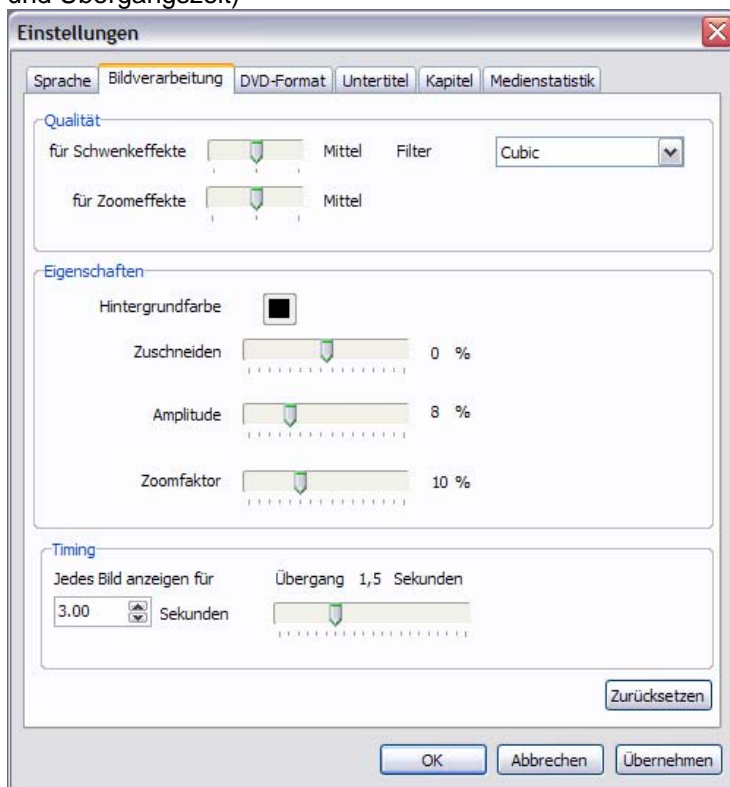 und Übergangszeit)
Einstellungen
Sprache Bildverarbeitung DVD-Format Untertitel Kapitel Medienstatistik
Qualität
für Schwenkeffekte Mittel Filter Cubic
für Zoomeffekte Mittel
Eigenschaften
Hintergrundfarbe
Zuschneiden 0 %
Amplitude 8 %
Zoomfaktor 10 %
Timing
Jedes Bild anzeigen für Übergang 1,5 Sekunden
3.00 Sekunden
Zurücksetzen
OK Abbrechen Übernehmen